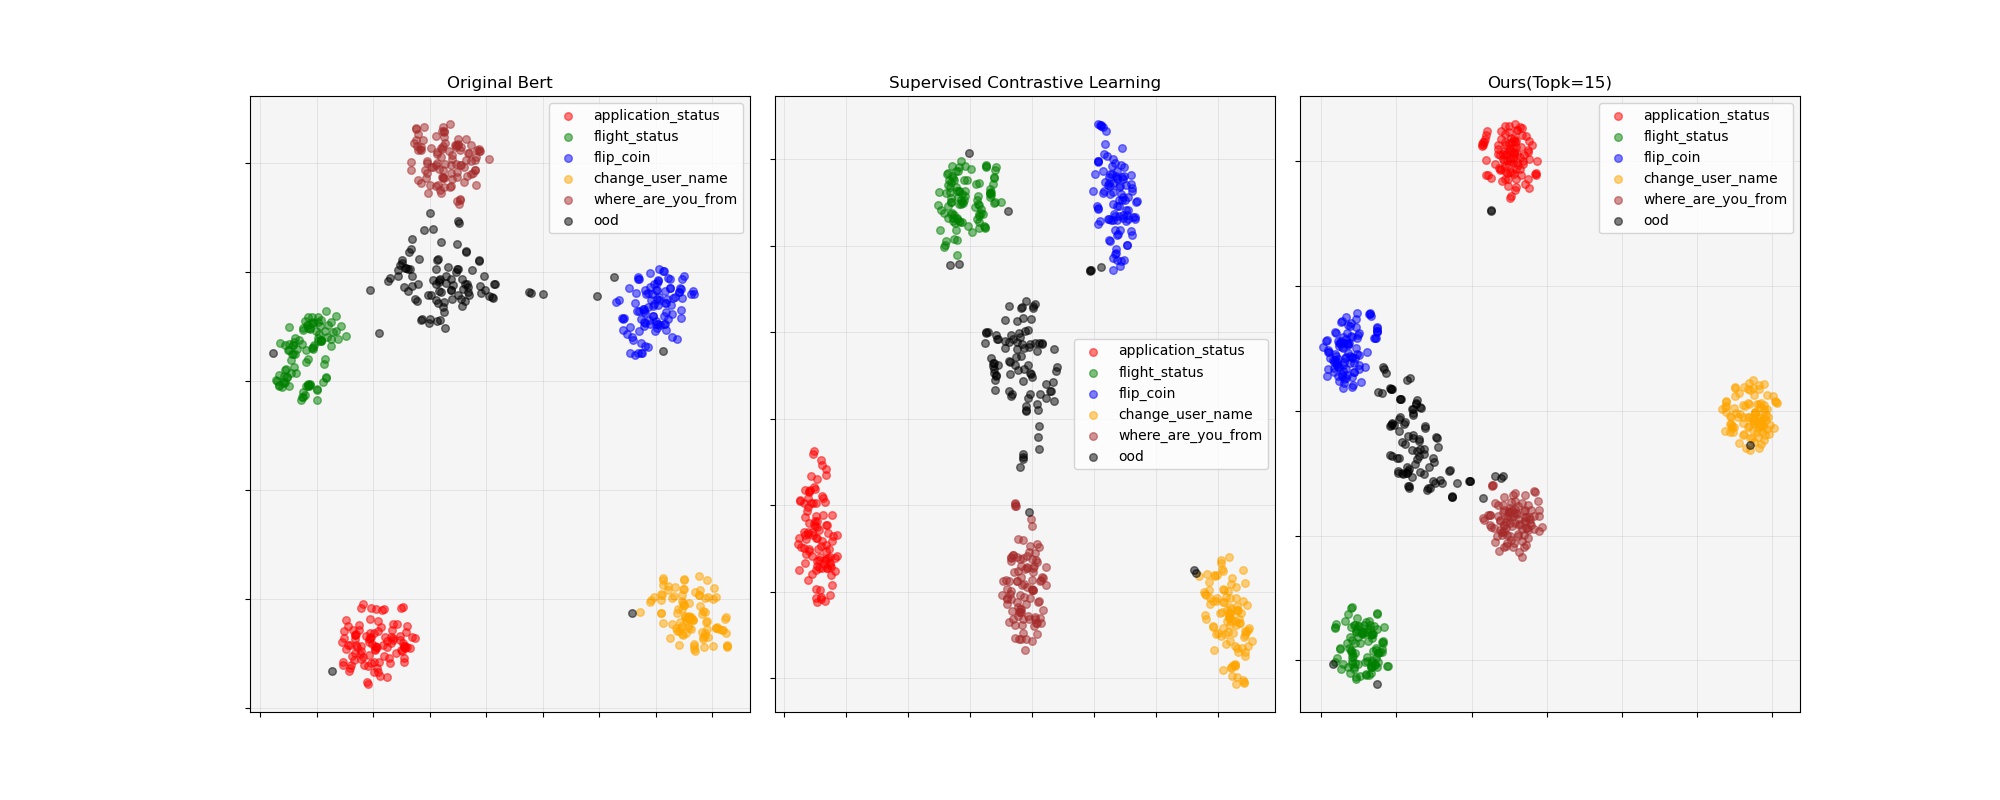 Original Bert
application_status
flight_status
flip_coin
change_user_name
where_are_you_from
ood
Supervised Contrastive Learning
application_status
flight_status
flip_coin
change_user_name
where_are_you_from
ood
Ours(Topk=15)
application_status
flight_status
flip_coin
change_user_name
where_are_you_from
ood